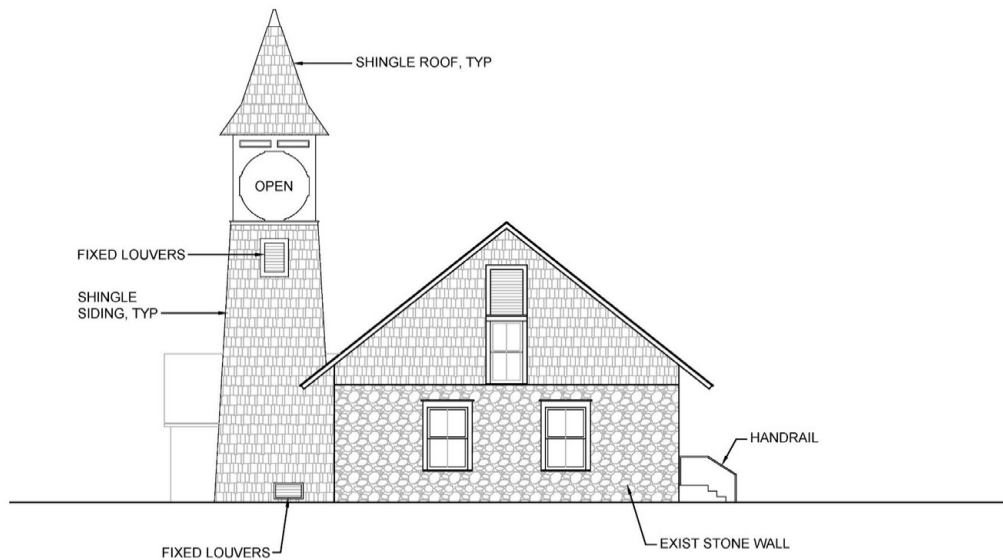 SHINGLE ROOF, TYP
OPEN
FIXED LOUVERS
SHINGLE
SIDING, TYP
HANDRAIL
EXIST STONE WALL
FIXED LOUVERS